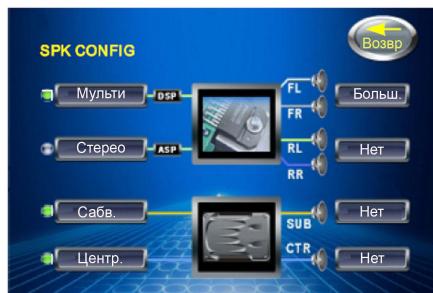 SPK CONFIG
Возвр
Мульти DSP FL Больш.
FR
Стерео ASP RL Нет
RR
Сабв. SUB Нет
Центр. CTR Нет